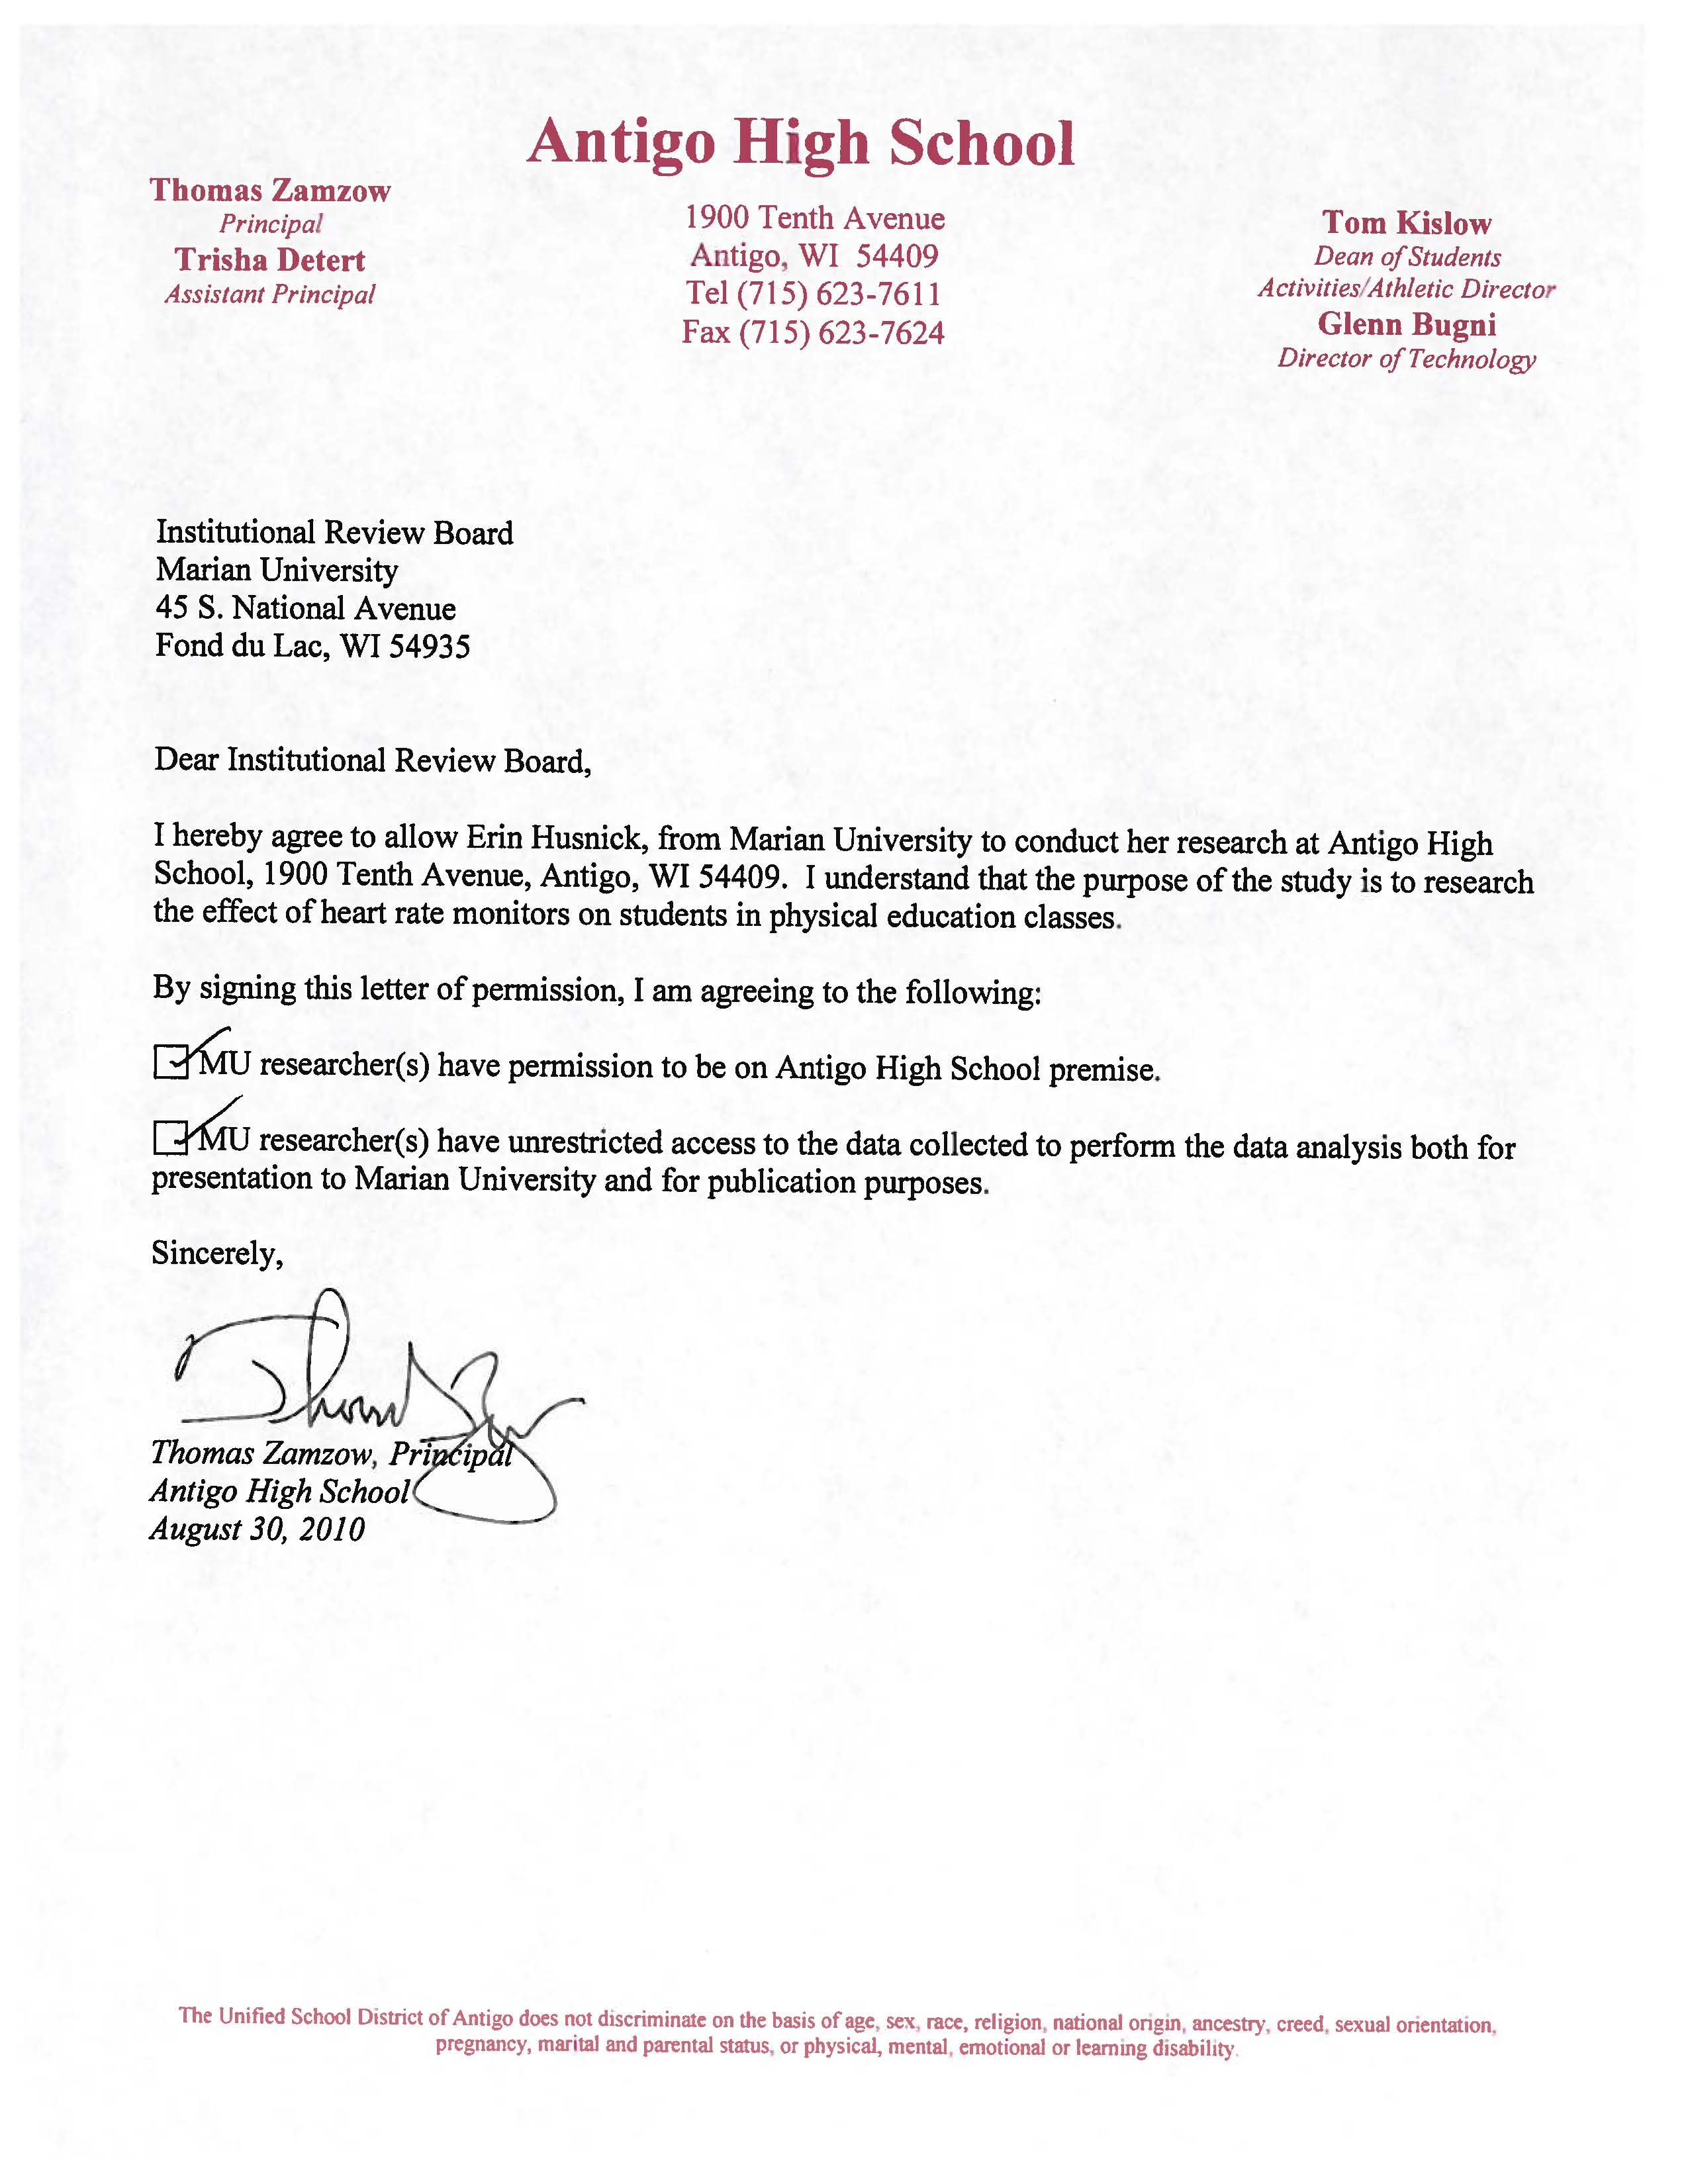 Antigo High School
Thomas Zamzow
Principal
Trisha Detert
Assistant Principal
1900 Tenth Avenue
Antigo, WI 54409
Tel (715) 623-7611
Fax (715) 623-7624
Tom Kislow
Dean of Students
Activities/Athletic Director
Glenn Bugni
Director of Technology
Institutional Review Board
Marian University
45 S. National Avenue
Fond du Lac, WI 54935
Dear Institutional Review Board,
I hereby agree to allow Erin Husnick, from Marian University to conduct her research at Antigo High
School, 1900 Tenth Avenue, Antigo, WI 54409. I understand that the purpose of the study is to research
the effect of heart rate monitors on students in physical education classes.
By signing this letter of permission, I am agreeing to the following:
MU researcher(s) have permission to be on Antigo High School premise.
MU researcher(s) have unrestricted access to the data collected to perform the data analysis both for
presentation to Marian University and for publication purposes.
Sincerely,
Thomas Zamzow, Principal
Antigo High School
August 30, 2010
The Unified School District of Antigo does not discriminate on the basis of age, sex, race, religion, national origin, ancestry, creed, sexual orientation,
pregnancy, marital and parental status, or physical, mental, emotional or learning disability.